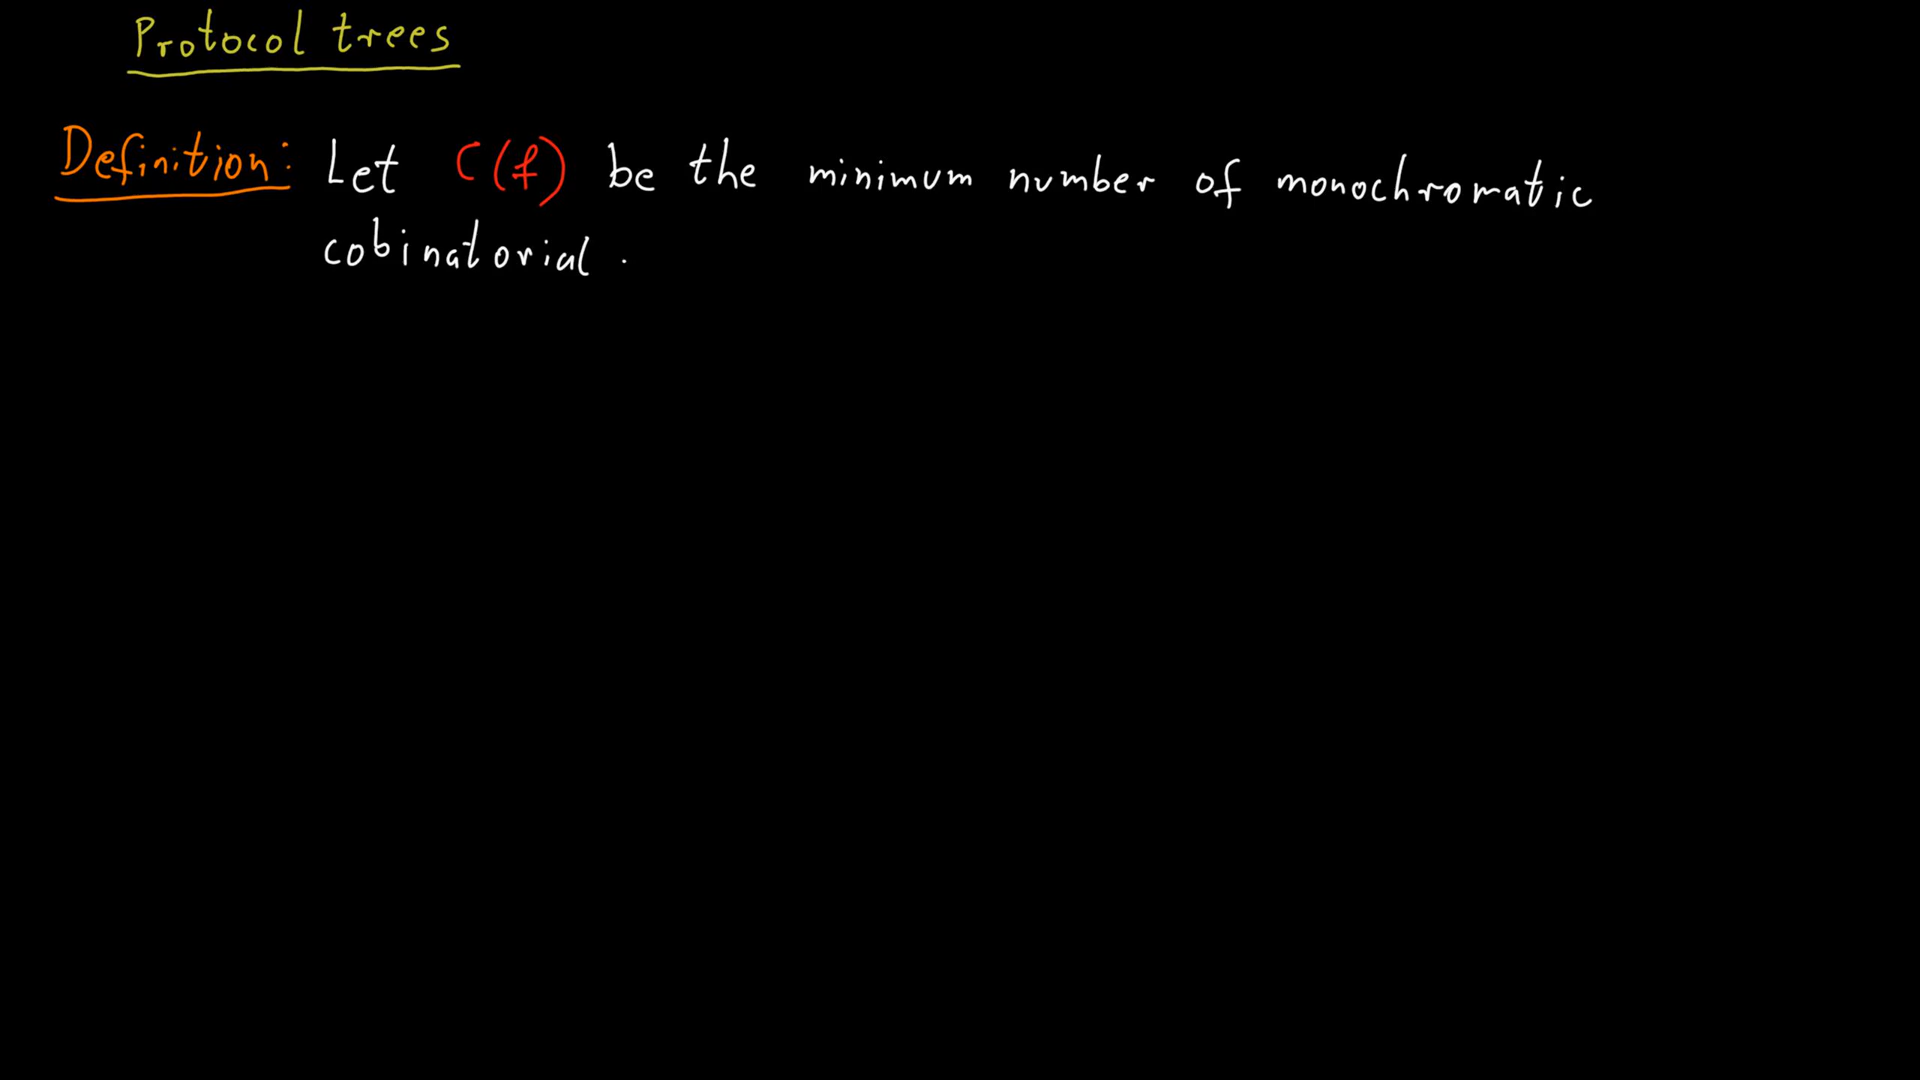 Protocol trees
Definition: Let C(f) be the minimum number of monochromatic
cobinatorial .